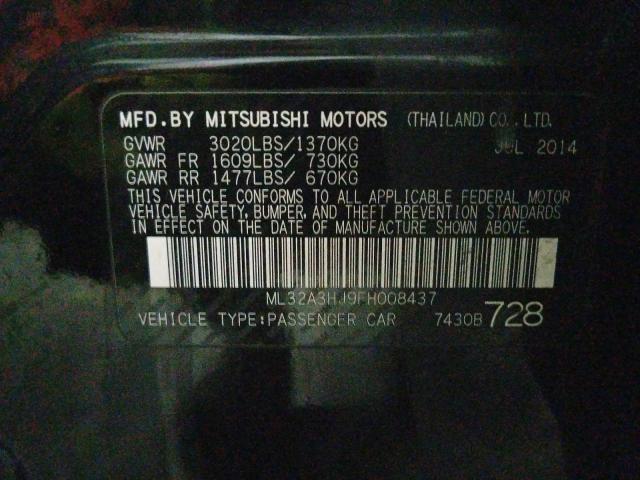 MFD.BY MITSUBISHI MOTORS (THAILAND) CO., LTD.
GVWR 3020LBS/1370KG JUL 2014
GAWR FR 1609LBS/ 730KG
GAWR RR 1477LBS/ 670KG
THIS VEHICLE CONFORMS TO ALL APPLICABLE FEDERAL MOTOR
VEHICLE SAFETY, BUMPER, AND THEFT PREVENTION STANDARDS
IN EFFECT ON THE DATE OF MANUFACTURE SHOWN ABOVE.
ML32A3HJ9FH008437
VEHICLE TYPE:PASSENGER CAR 7430B 728